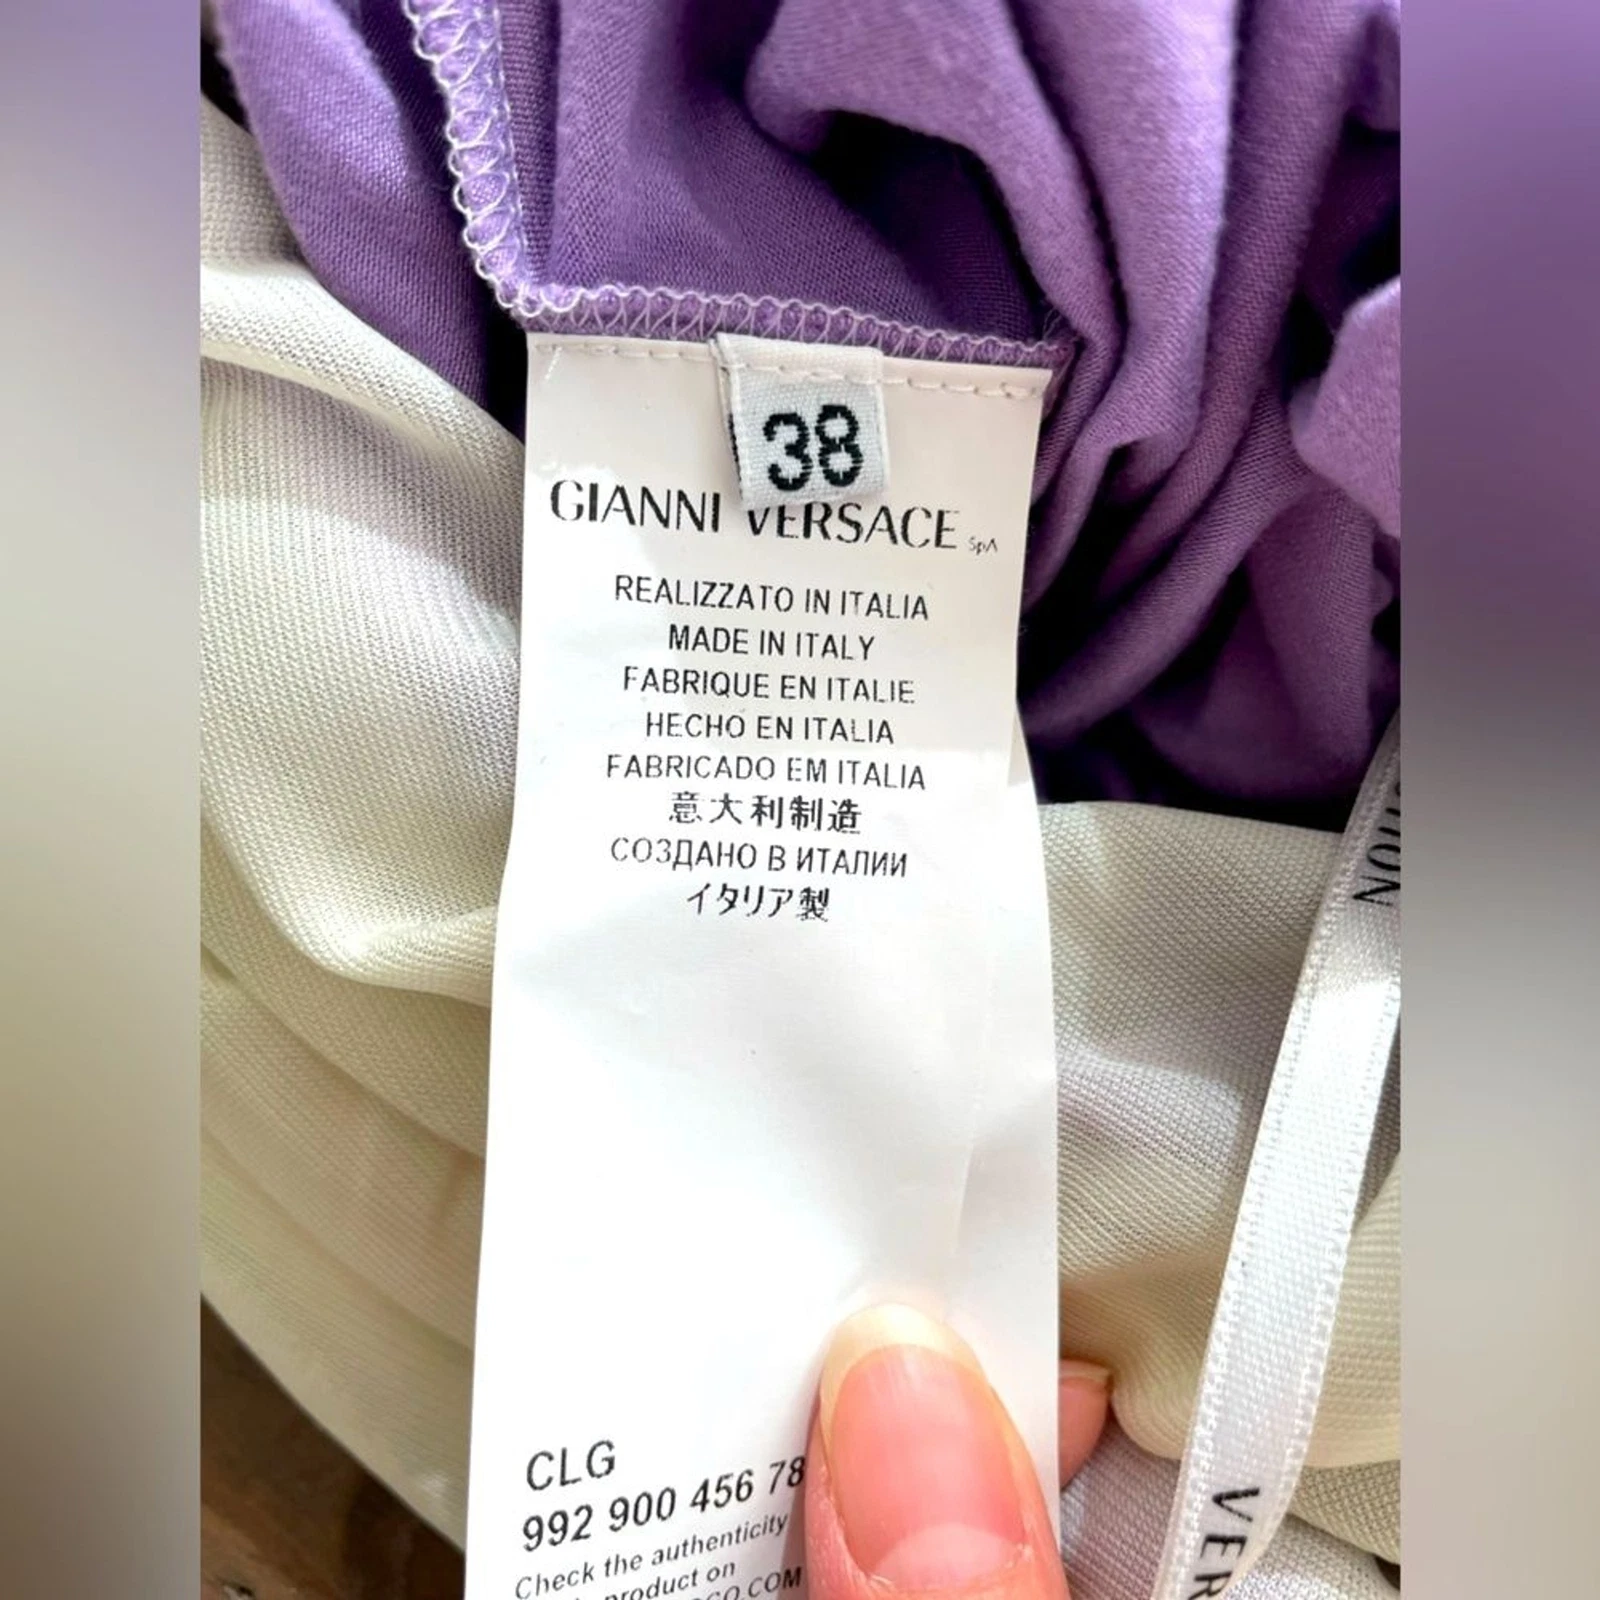 38
GIANNI VERSACE SpA
REALIZZATO IN ITALIA
MADE IN ITALY
FABRIQUE EN ITALIE
HECHO EN ITALIA
FABRICADO EM ITALIA
意大利制造
СОЗДАНО В ИТАЛИИ
イタリア製
CLG
992 900 456 78
Check the authenticity
product on
.COM
VER